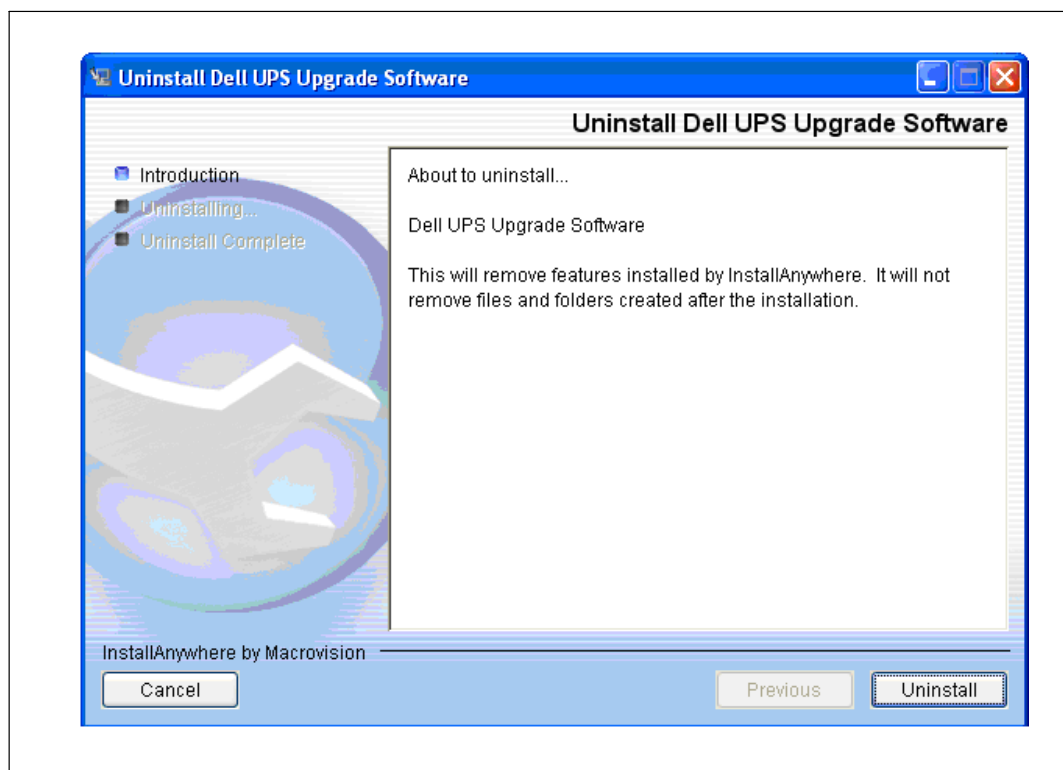 Uninstall Dell UPS Upgrade Software
Uninstall Dell UPS Upgrade Software
Introduction
Uninstalling...
Uninstall Complete
About to uninstall...
Dell UPS Upgrade Software
This will remove features installed by InstallAnywhere.  It will not
remove files and folders created after the installation.
InstallAnywhere by Macrovision
Cancel
Previous
Uninstall